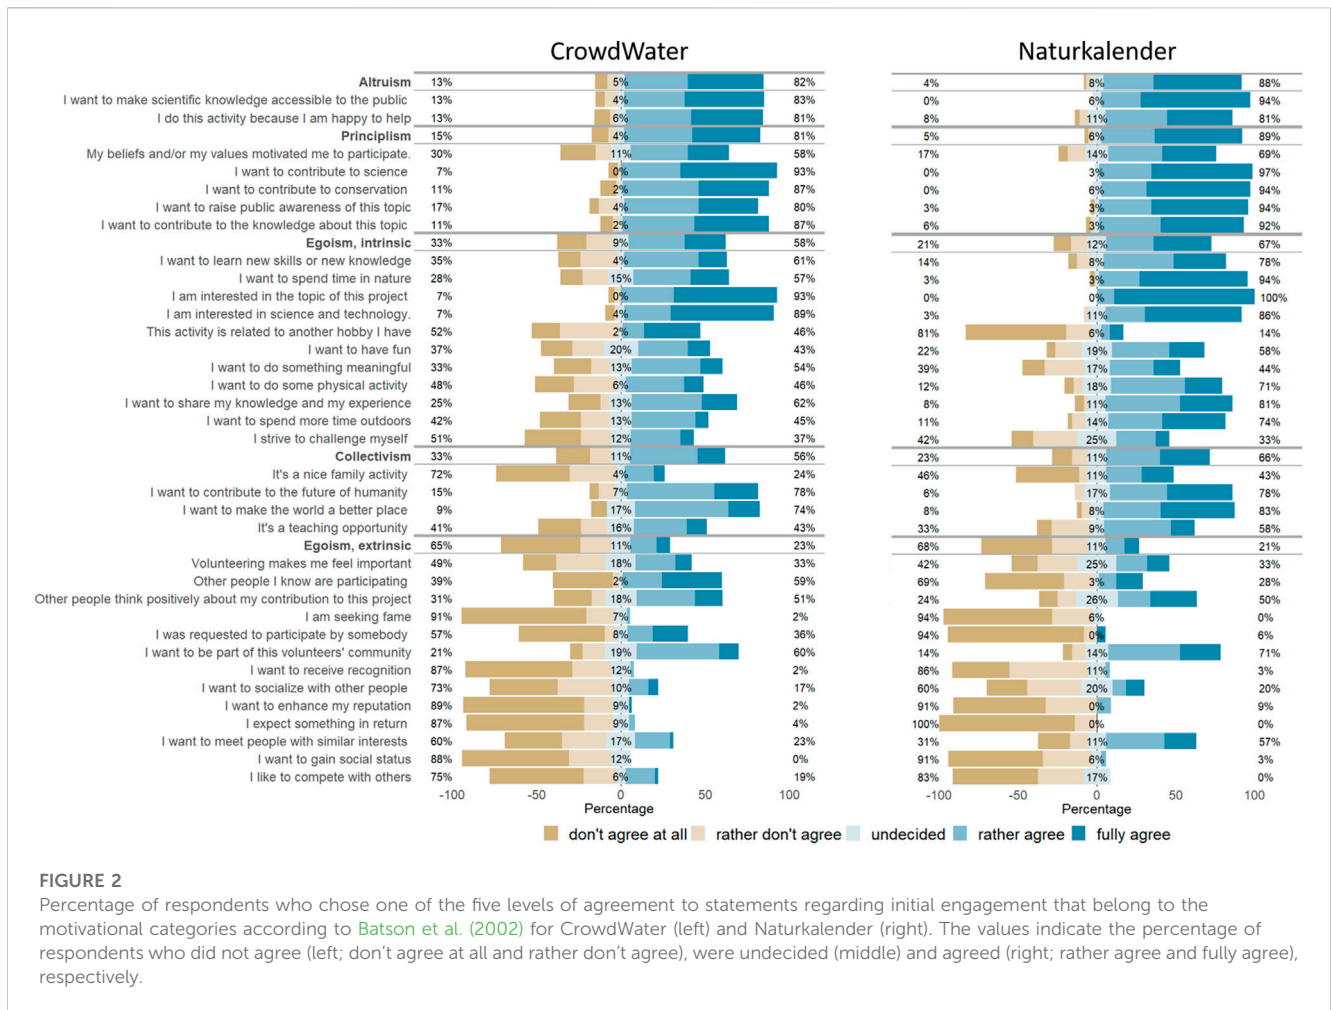 CrowdWater Naturkalender
Altruism 13% 5% 82% 4% 8% 88%
I want to make scientific knowledge accessible to the public 13% 4% 83% 0% 6% 94%
I do this activity because I am happy to help 13% 6% 81% 8% 11% 81%
Principlism 15% 4% 81% 5% 6% 89%
My beliefs and/or my values motivated me to participate. 30% 11% 58% 17% 14% 69%
I want to contribute to science 7% 0% 93% 0% 3% 97%
I want to contribute to conservation 11% 2% 87% 0% 6% 94%
I want to raise public awareness of this topic 17% 4% 80% 3% 3% 94%
I want to contribute to the knowledge about this topic 11% 2% 87% 6% 3% 92%
Egoism, intrinsic 33% 9% 58% 21% 12% 67%
I want to learn new skills or new knowledge 35% 4% 61% 14% 8% 78%
I want to spend time in nature 28% 15% 57% 3% 3% 94%
I am interested in the topic of this project 7% 0% 93% 0% 0% 100%
I am interested in science and technology. 7% 4% 89% 3% 11% 86%
This activity is related to another hobby I have 52% 2% 46% 81% 6% 14%
I want to have fun 37% 20% 43% 22% 19% 58%
I want to do something meaningful 33% 13% 54% 39% 17% 44%
I want to do some physical activity 48% 6% 46% 12% 18% 71%
I want to share my knowledge and my experience 25% 13% 62% 8% 11% 81%
I want to spend more time outdoors 42% 13% 45% 11% 14% 74%
I strive to challenge myself 51% 12% 37% 42% 25% 33%
Collectivism 33% 11% 56% 23% 11% 66%
It's a nice family activity 72% 4% 24% 46% 11% 43%
I want to contribute to the future of humanity 15% 7% 78% 6% 17% 78%
I want to make the world a better place 9% 17% 74% 8% 8% 83%
It's a teaching opportunity 41% 16% 43% 33% 9% 58%
Egoism, extrinsic 65% 11% 23% 68% 11% 21%
Volunteering makes me feel important 49% 18% 33% 42% 25% 33%
Other people I know are participating 39% 2% 59% 69% 3% 28%
Other people think positively about my contribution to this project 31% 18% 51% 24% 26% 50%
I am seeking fame 91% 7% 2% 94% 6% 0%
I was requested to participate by somebody 57% 8% 36% 94% 0% 6%
I want to be part of this volunteers' community 21% 19% 60% 14% 14% 71%
I want to receive recognition 87% 12% 2% 86% 11% 3%
I want to socialize with other people 73% 10% 17% 60% 20% 20%
I want to enhance my reputation 89% 9% 2% 91% 0% 9%
I expect something in return 87% 9% 4% 100% 0% 0%
I want to meet people with similar interests 60% 17% 23% 31% 11% 57%
I want to gain social status 88% 12% 0% 91% 6% 3%
I like to compete with others 75% 6% 19% 83% 17% 0%
-100 -50 0 50 100 -100 -50 0 50 100
Percentage Percentage
don't agree at all rather don't agree undecided rather agree fully agree
FIGURE 2
Percentage of respondents who chose one of the five levels of agreement to statements regarding initial engagement that belong to the
motivational categories according to Batson et al. (2002) for CrowdWater (left) and Naturkalender (right). The values indicate the percentage of
respondents who did not agree (left; don't agree at all and rather don't agree), were undecided (middle) and agreed (right; rather agree and fully agree),
respectively.